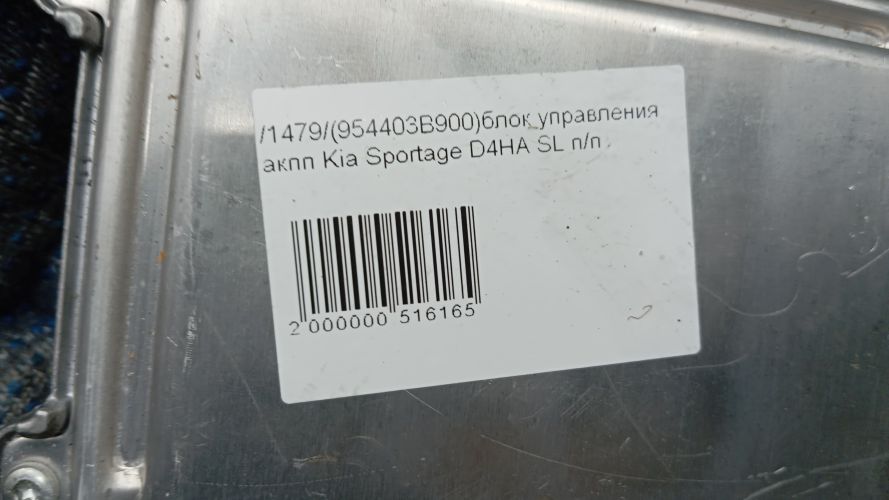 /1479/(954403B900)блок управления
акпп Kia Sportage D4HA SL п/п
2 000000 516165